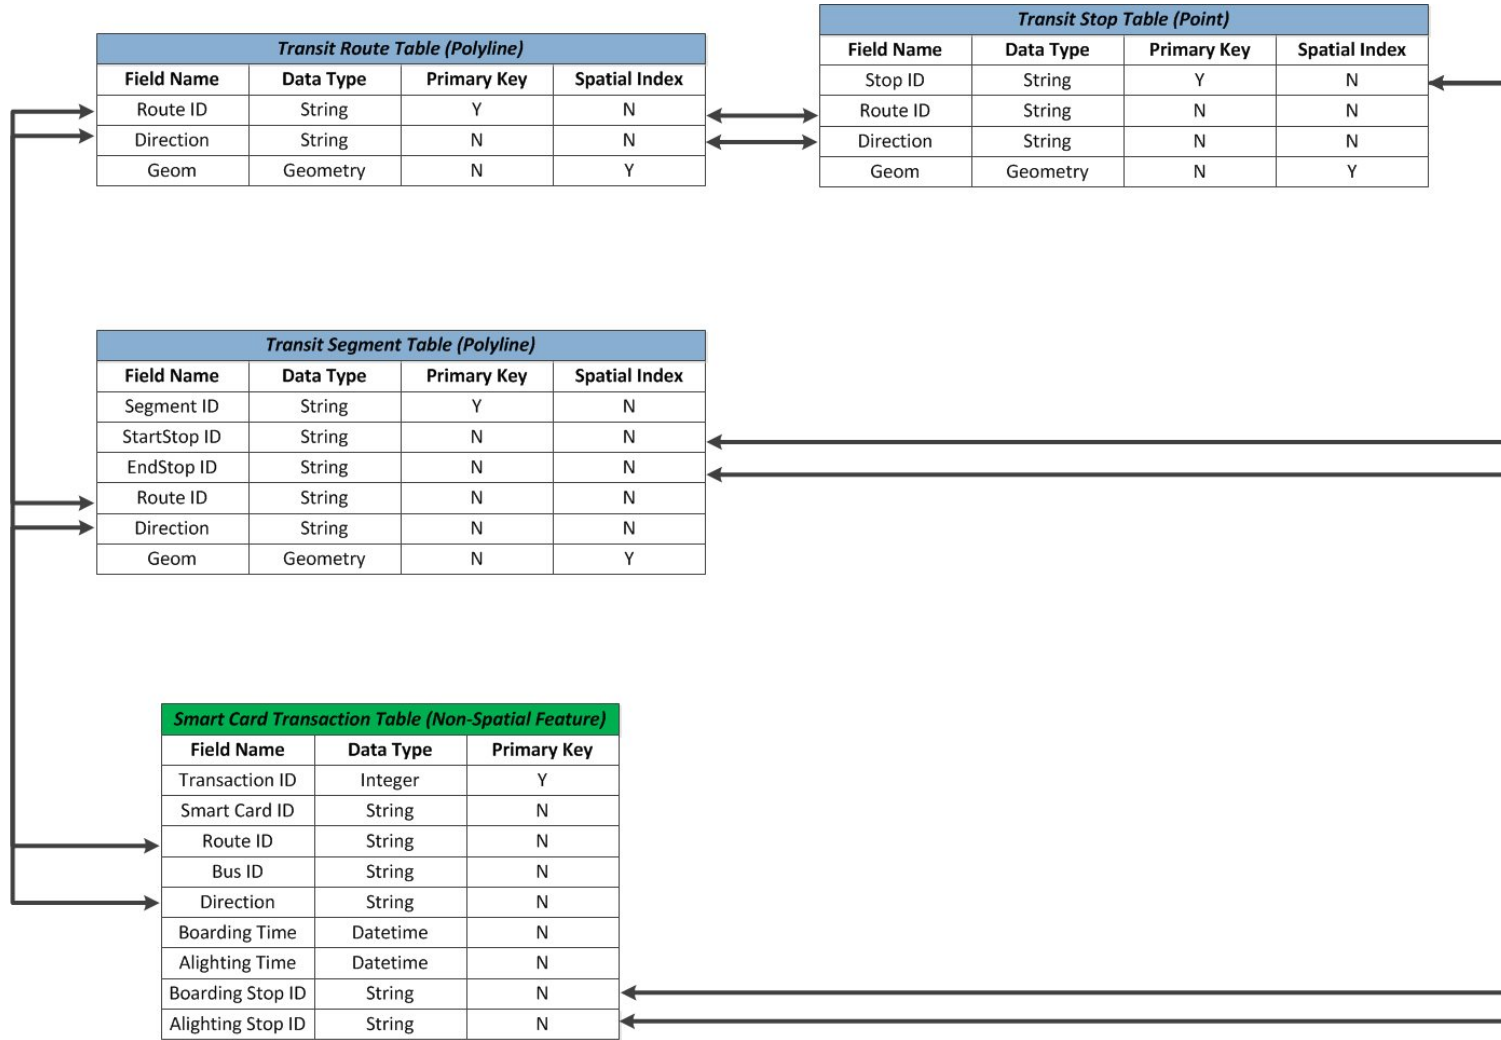 Transit Route Table (Polyline)
Field Name Data Type Primary Key Spatial Index
Route ID String Y N
Direction String N N
Geom Geometry N Y
Transit Stop Table (Point)
Field Name Data Type Primary Key Spatial Index
Stop ID String Y N
Route ID String N N
Direction String N N
Geom Geometry N Y
Transit Segment Table (Polyline)
Field Name Data Type Primary Key Spatial Index
Segment ID String Y N
StartStop ID String N N
EndStop ID String N N
Route ID String N N
Direction String N N
Geom Geometry N Y
Smart Card Transaction Table (Non-Spatial Feature)
Field Name Data Type Primary Key
Transaction ID Integer Y
Smart Card ID String N
Route ID String N
Bus ID String N
Direction String N
Boarding Time Datetime N
Alighting Time Datetime N
Boarding Stop ID String N
Alighting Stop ID String N